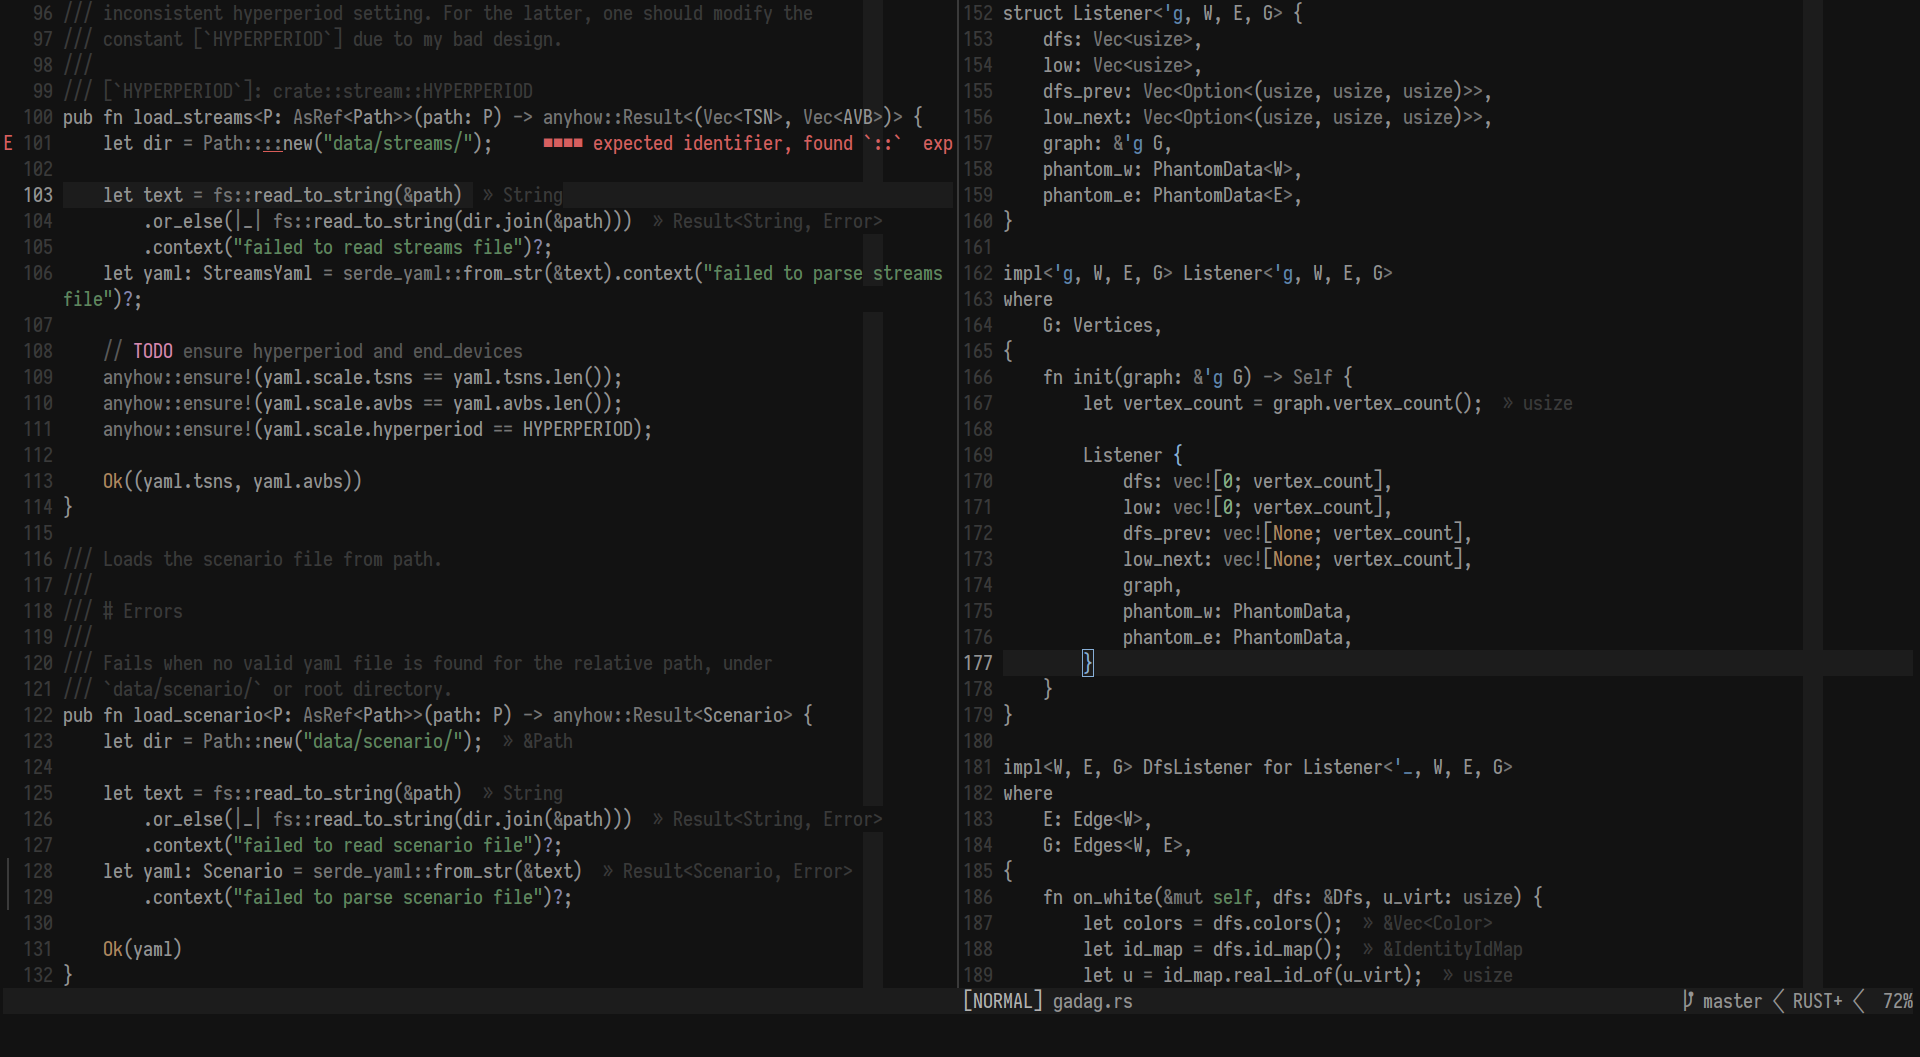 96 /// inconsistent hyperperiod setting. For the latter, one should modify the
97 /// constant [`HYPERPERIOD`] due to my bad design.
98 ///
99 /// [`HYPERPERIOD`]: crate::stream::HYPERPERIOD
100 pub fn load_streams<P: AsRef<Path>>(path: P) -> anyhow::Result<(Vec<TSN>, Vec<AVB>)> {
E 101     let dir = Path::::new("data/streams/");     ■■■■ expected identifier, found `::`  exp
102
103     let text = fs::read_to_string(&path)  » String
104         .or_else(|_| fs::read_to_string(dir.join(&path)))  » Result<String, Error>
105         .context("failed to read streams file")?;
106     let yaml: StreamsYaml = serde_yaml::from_str(&text).context("failed to parse streams
file")?;
107
108     // TODO ensure hyperperiod and end_devices
109     anyhow::ensure!(yaml.scale.tsns == yaml.tsns.len());
110     anyhow::ensure!(yaml.scale.avbs == yaml.avbs.len());
111     anyhow::ensure!(yaml.scale.hyperperiod == HYPERPERIOD);
112
113     Ok((yaml.tsns, yaml.avbs))
114 }
115
116 /// Loads the scenario file from path.
117 ///
118 /// # Errors
119 ///
120 /// Fails when no valid yaml file is found for the relative path, under
121 /// `data/scenario/` or root directory.
122 pub fn load_scenario<P: AsRef<Path>>(path: P) -> anyhow::Result<Scenario> {
123     let dir = Path::new("data/scenario/");  » &Path
124
125     let text = fs::read_to_string(&path)  » String
126         .or_else(|_| fs::read_to_string(dir.join(&path)))  » Result<String, Error>
127         .context("failed to read scenario file")?;
128     let yaml: Scenario = serde_yaml::from_str(&text)  » Result<Scenario, Error>
129         .context("failed to parse scenario file")?;
130
131     Ok(yaml)
132 }
152 struct Listener<'g, W, E, G> {
153     dfs: Vec<usize>,
154     low: Vec<usize>,
155     dfs_prev: Vec<Option<(usize, usize, usize)>>,
156     low_next: Vec<Option<(usize, usize, usize)>>,
157     graph: &'g G,
158     phantom_w: PhantomData<W>,
159     phantom_e: PhantomData<E>,
160 }
161
162 impl<'g, W, E, G> Listener<'g, W, E, G>
163 where
164     G: Vertices,
165 {
166     fn init(graph: &'g G) -> Self {
167         let vertex_count = graph.vertex_count();  » usize
168
169         Listener {
170             dfs: vec![0; vertex_count],
171             low: vec![0; vertex_count],
172             dfs_prev: vec![None; vertex_count],
173             low_next: vec![None; vertex_count],
174             graph,
175             phantom_w: PhantomData,
176             phantom_e: PhantomData,
177         }
178     }
179 }
180
181 impl<W, E, G> DfsListener for Listener<'_, W, E, G>
182 where
183     E: Edge<W>,
184     G: Edges<W, E>,
185 {
186     fn on_white(&mut self, dfs: &Dfs, u_virt: usize) {
187         let colors = dfs.colors();  » &Vec<Color>
188         let id_map = dfs.id_map();  » &IdentityIdMap
189         let u = id_map.real_id_of(u_virt);  » usize
[NORMAL] gadag.rs master < RUST+ < 72%